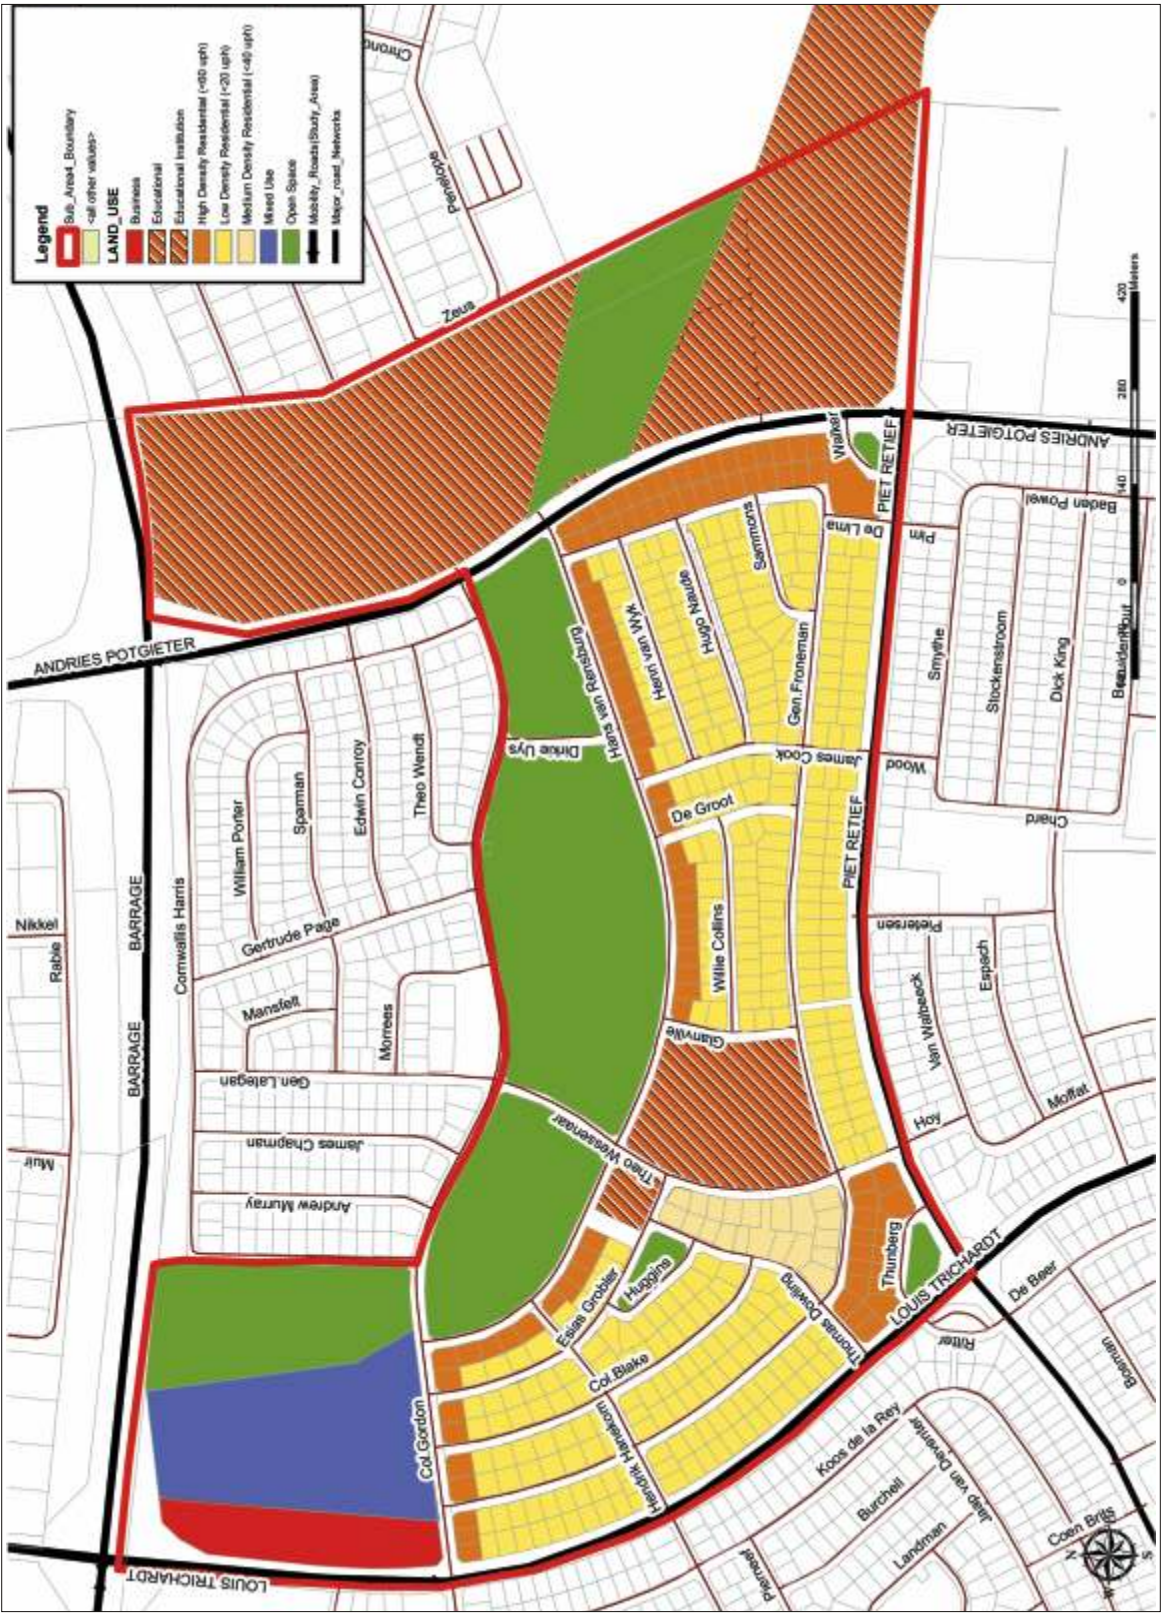 Legend
Sub_Area4_Boundary
<all other values>
LAND_USE
Business
Educational
Educational Institution
High Density Residential (<60 uph)
Low Density Residential (<20 uph)
Medium Density Residential (<40 uph)
Mixed Use
Open Space
Mobility_Roads(Study_Area)
Major_road_Networks
Penelope
Zeus
ANDRIES POTGIETER
Walker
PIET RETIEF
ANDRIES POTGIETER
Baden Powel
Pim
De Lima
Sammons
Hugo Naude
Henri van Wyk
Hans van Rensburg
Gen.Froneman
Smythe
Stockenstroom
Dick King
420
Meters
280
140
0
Dirkie Uys
James Cook
De Groot
Wood
Chard
PIET RETIEF
Theo Wendt
Edwin Conroy
Sparman
William Porter
Gertrude Page
Cornwallis Harris
BARRAGE
BARRAGE
Nikkel
Rabie
Muir
Mansfelt
Morrees
Gen.Lategan
James Chapman
Andrew Murray
Willie Collins
Glanville
Pietersen
Espach
Van Walbeeck
Hoy
Moffat
Theo Wessenaar
Thunberg
Huggins
Esias Grobler
Thomas Dowling
LOUIS TRICHARDT
De Beer
Ritter
Bosman
Col.Blake
Col.Gordon
Hendrik Hanekom
Koos de la Rey
Jaap van Deventer
Burchell
Landman
Coen Brits
Pierneef
LOUIS TRICHARDT
N
S